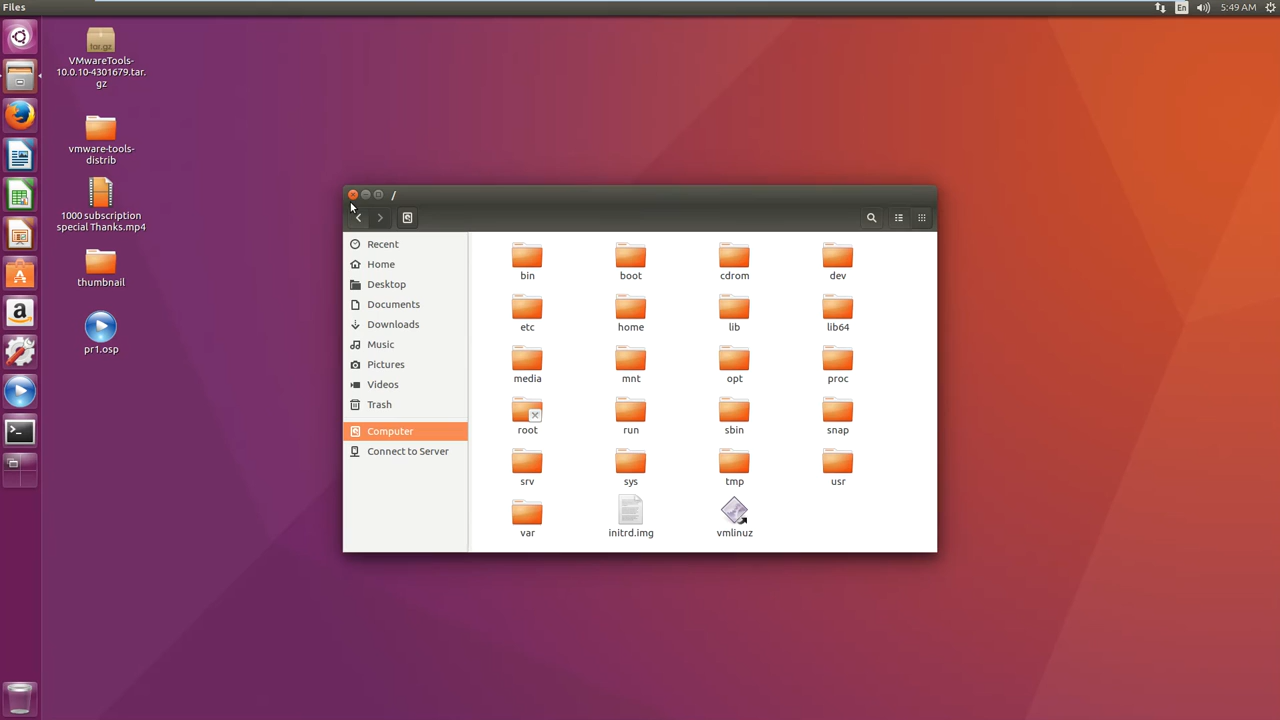 Files
En
5:49 AM
tar.gz
VMwareTools-
10.0.10-4301679.tar.
gz
vmware-tools-
distrib
1000 subscription
special Thanks.mp4
thumbnail
pr1.osp
/
Recent
Home
Desktop
Documents
Downloads
Music
Pictures
Videos
Trash
Computer
Connect to Server
bin
boot
cdrom
dev
etc
home
lib
lib64
media
mnt
opt
proc
root
run
sbin
snap
srv
sys
tmp
usr
var
initrd.img
vmlinuz